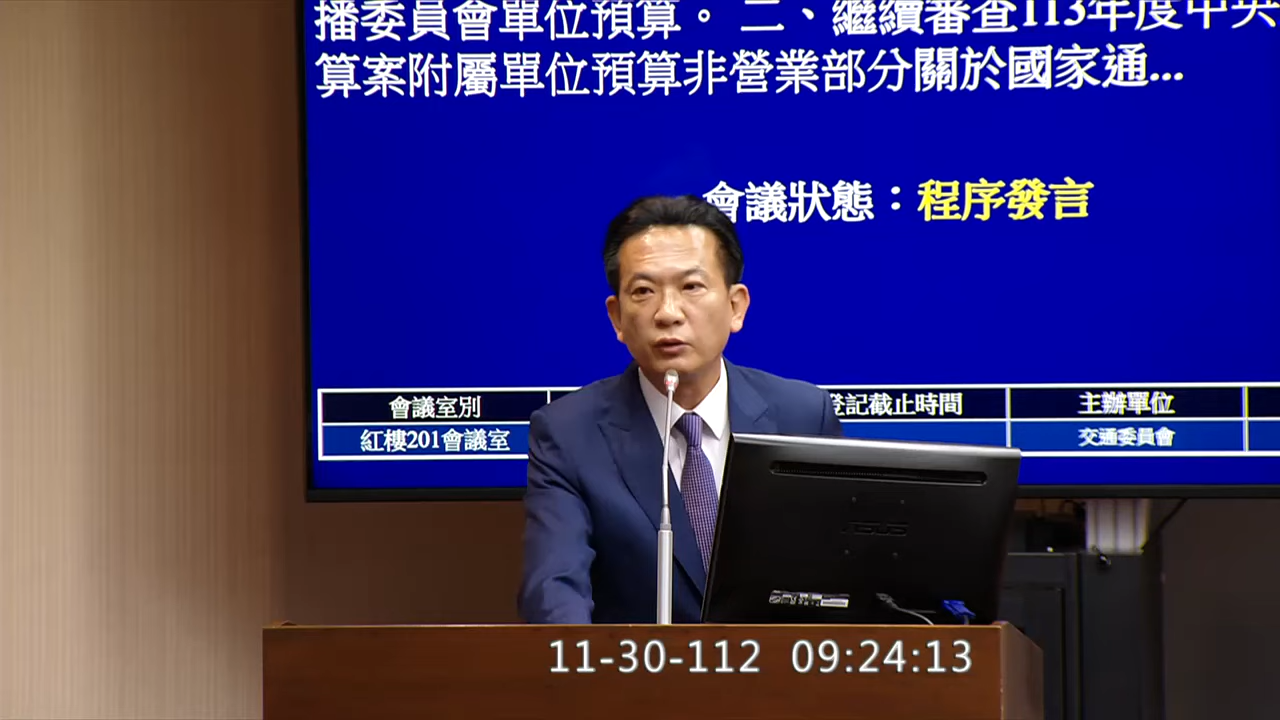 播委員會單位預算。 二、繼續審查113年度中央
算案附屬單位預算非營業部分關於國家通...
會議狀態：程序發言
會議室別
登記截止時間
主辦單位
紅樓201會議室
交通委員會
ASUS
11-30-112 09:24:13